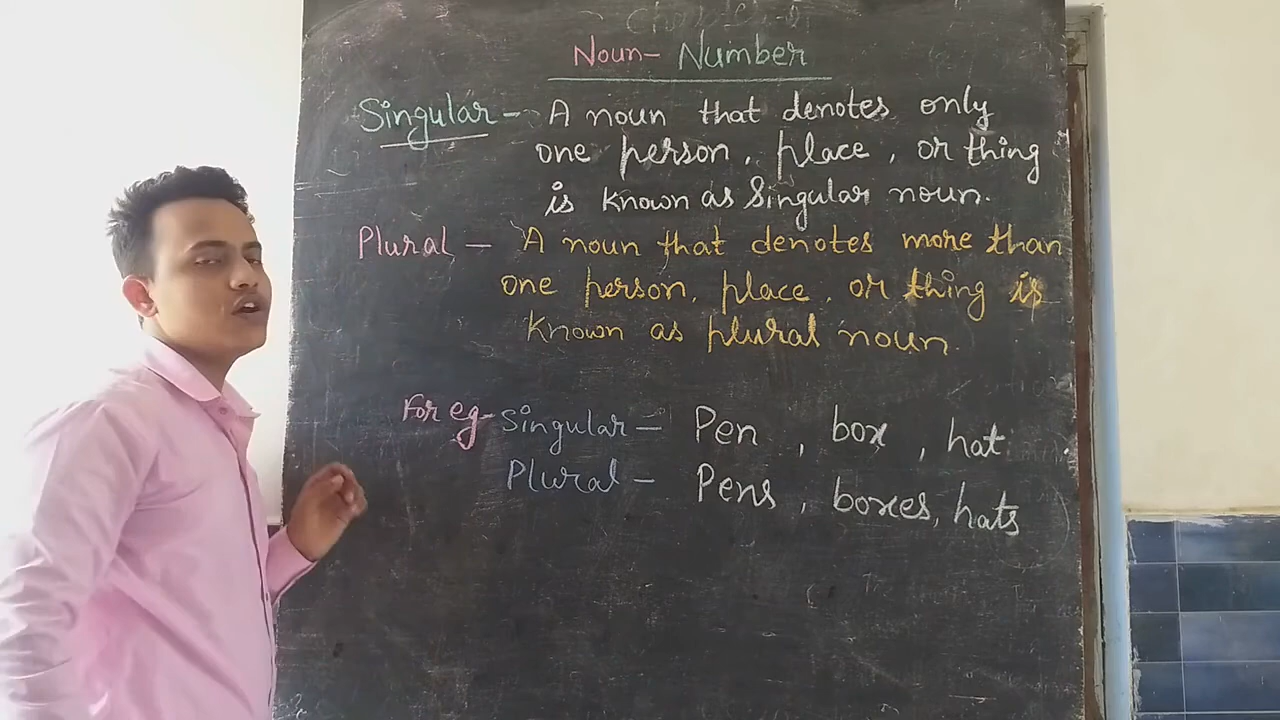 Noun- Number
Singular - A noun that denotes only
one person, place, or thing
is known as Singular noun.
Plural - A noun that denotes more than
one person, place, or thing is
known as plural noun.
For eg- Singular - Pen, box, hat
Plural - Pens, boxes, hats